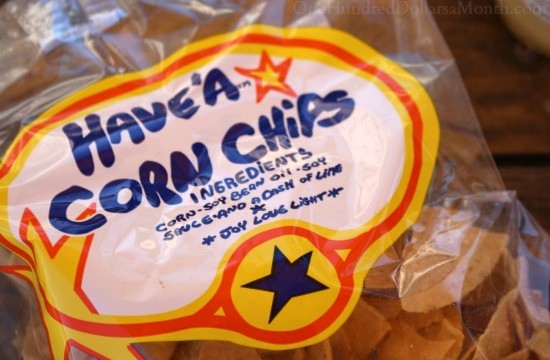 OneHundredDollarsaMonth.com
HAVE'A™
CORN CHIPS
INGREDIENTS
CORN-SOY BEAN OIL-SOY
SAUCE-AND A DASH OF LIME
*JOY LOVE LIGHT*